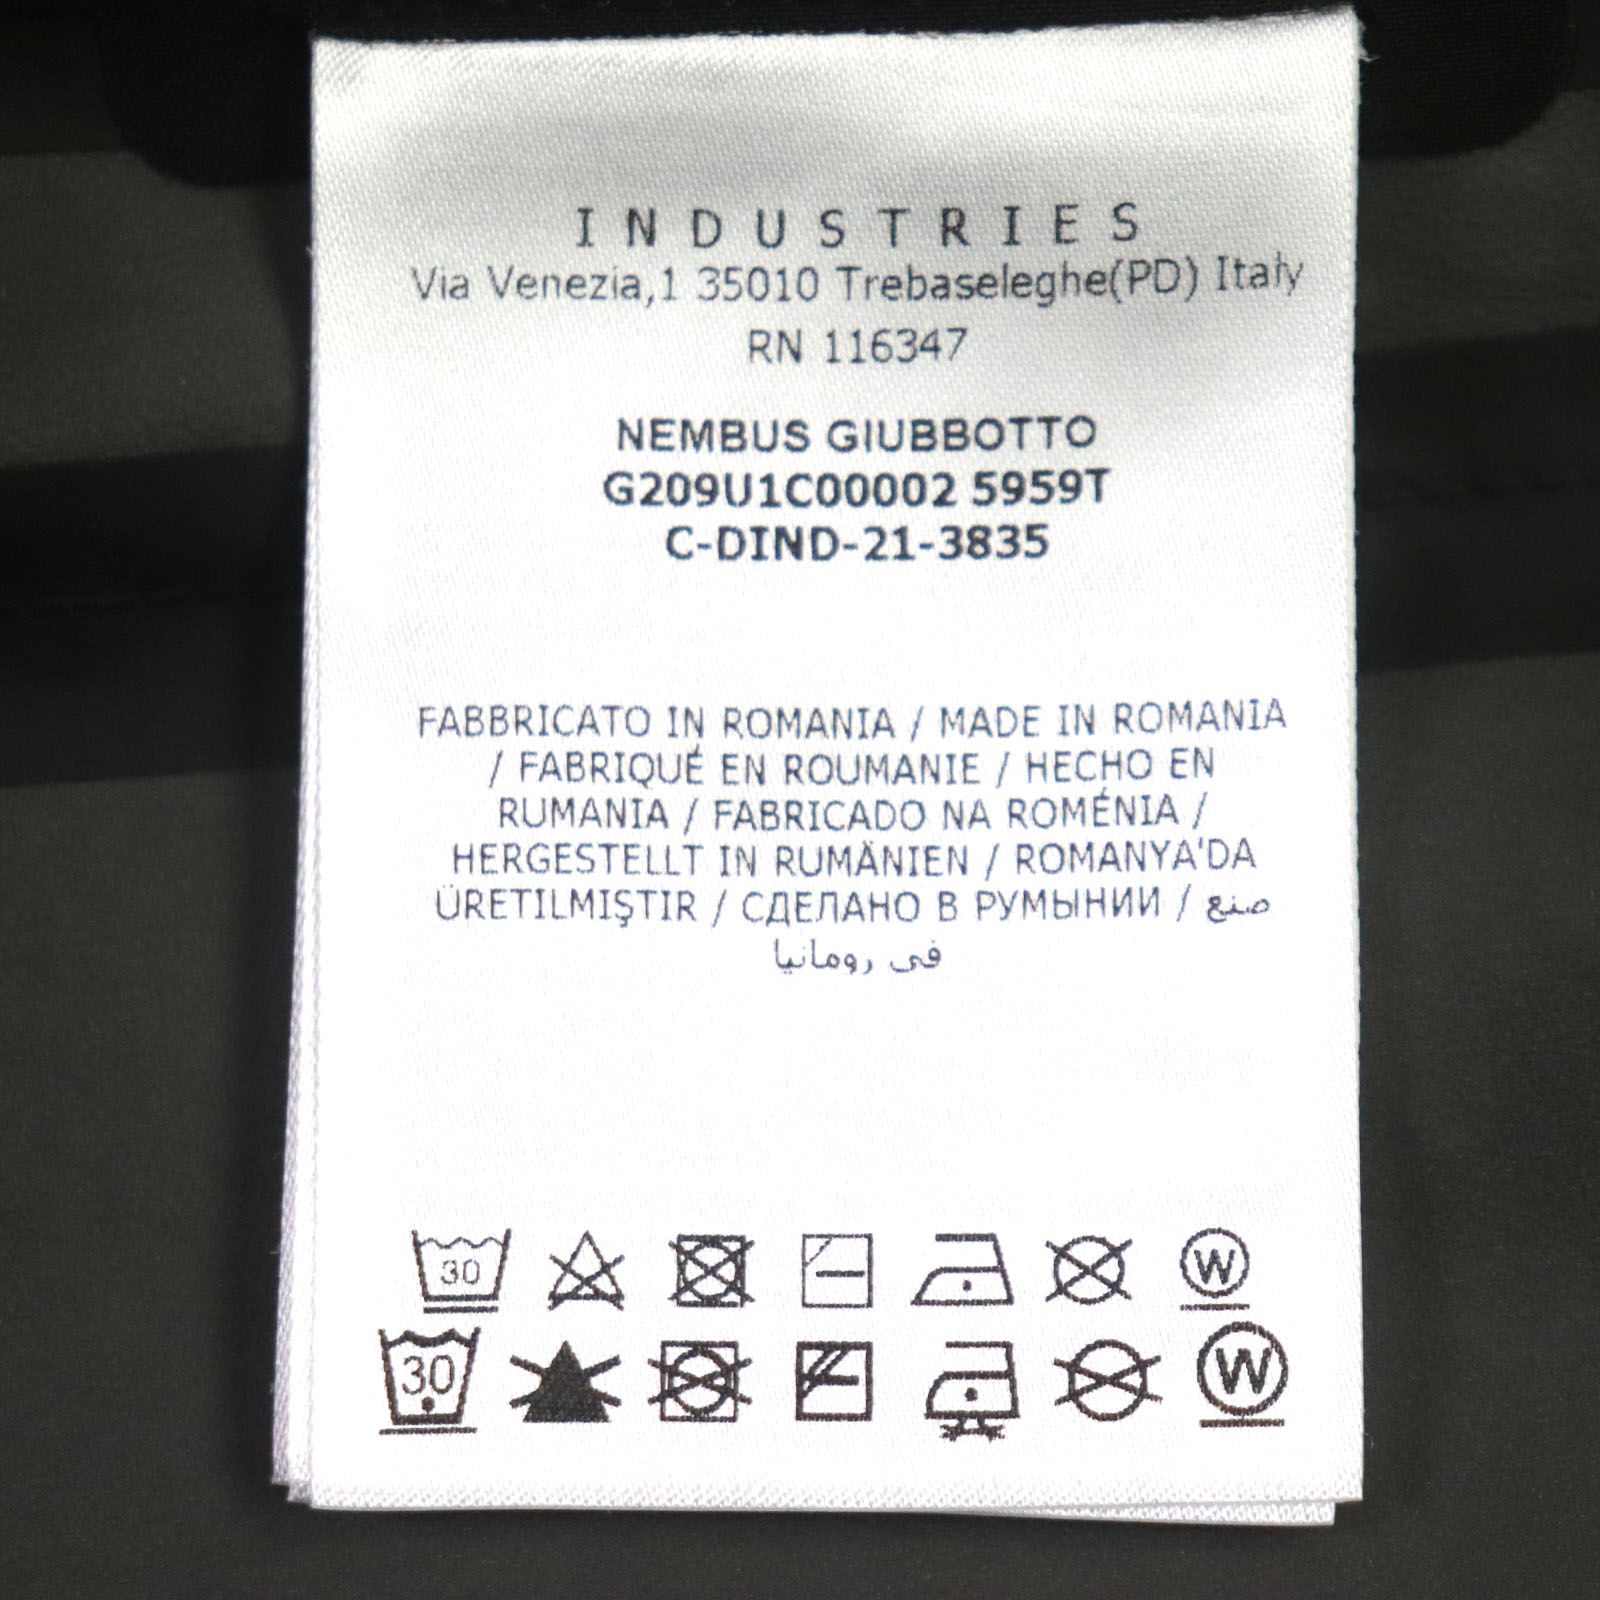 INDUSTRIES
Via Venezia,1 35010 Trebaseleghe(PD) Italy
RN 116347
NEMBUS GIUBBOTTO
G209U1C00002 5959T
C-DIND-21-3835
FABBRICATO IN ROMANIA / MADE IN ROMANIA
/ FABRIQUÉ EN ROUMANIE / HECHO EN
RUMANIA / FABRICADO NA ROMÉNIA /
HERGESTELLT IN RUMÄNIEN / ROMANYA'DA
ÜRETILMIŞTIR / СДЕЛАНО В РУМЫНИИ / صنع
في رومانيا
30 W
30 W